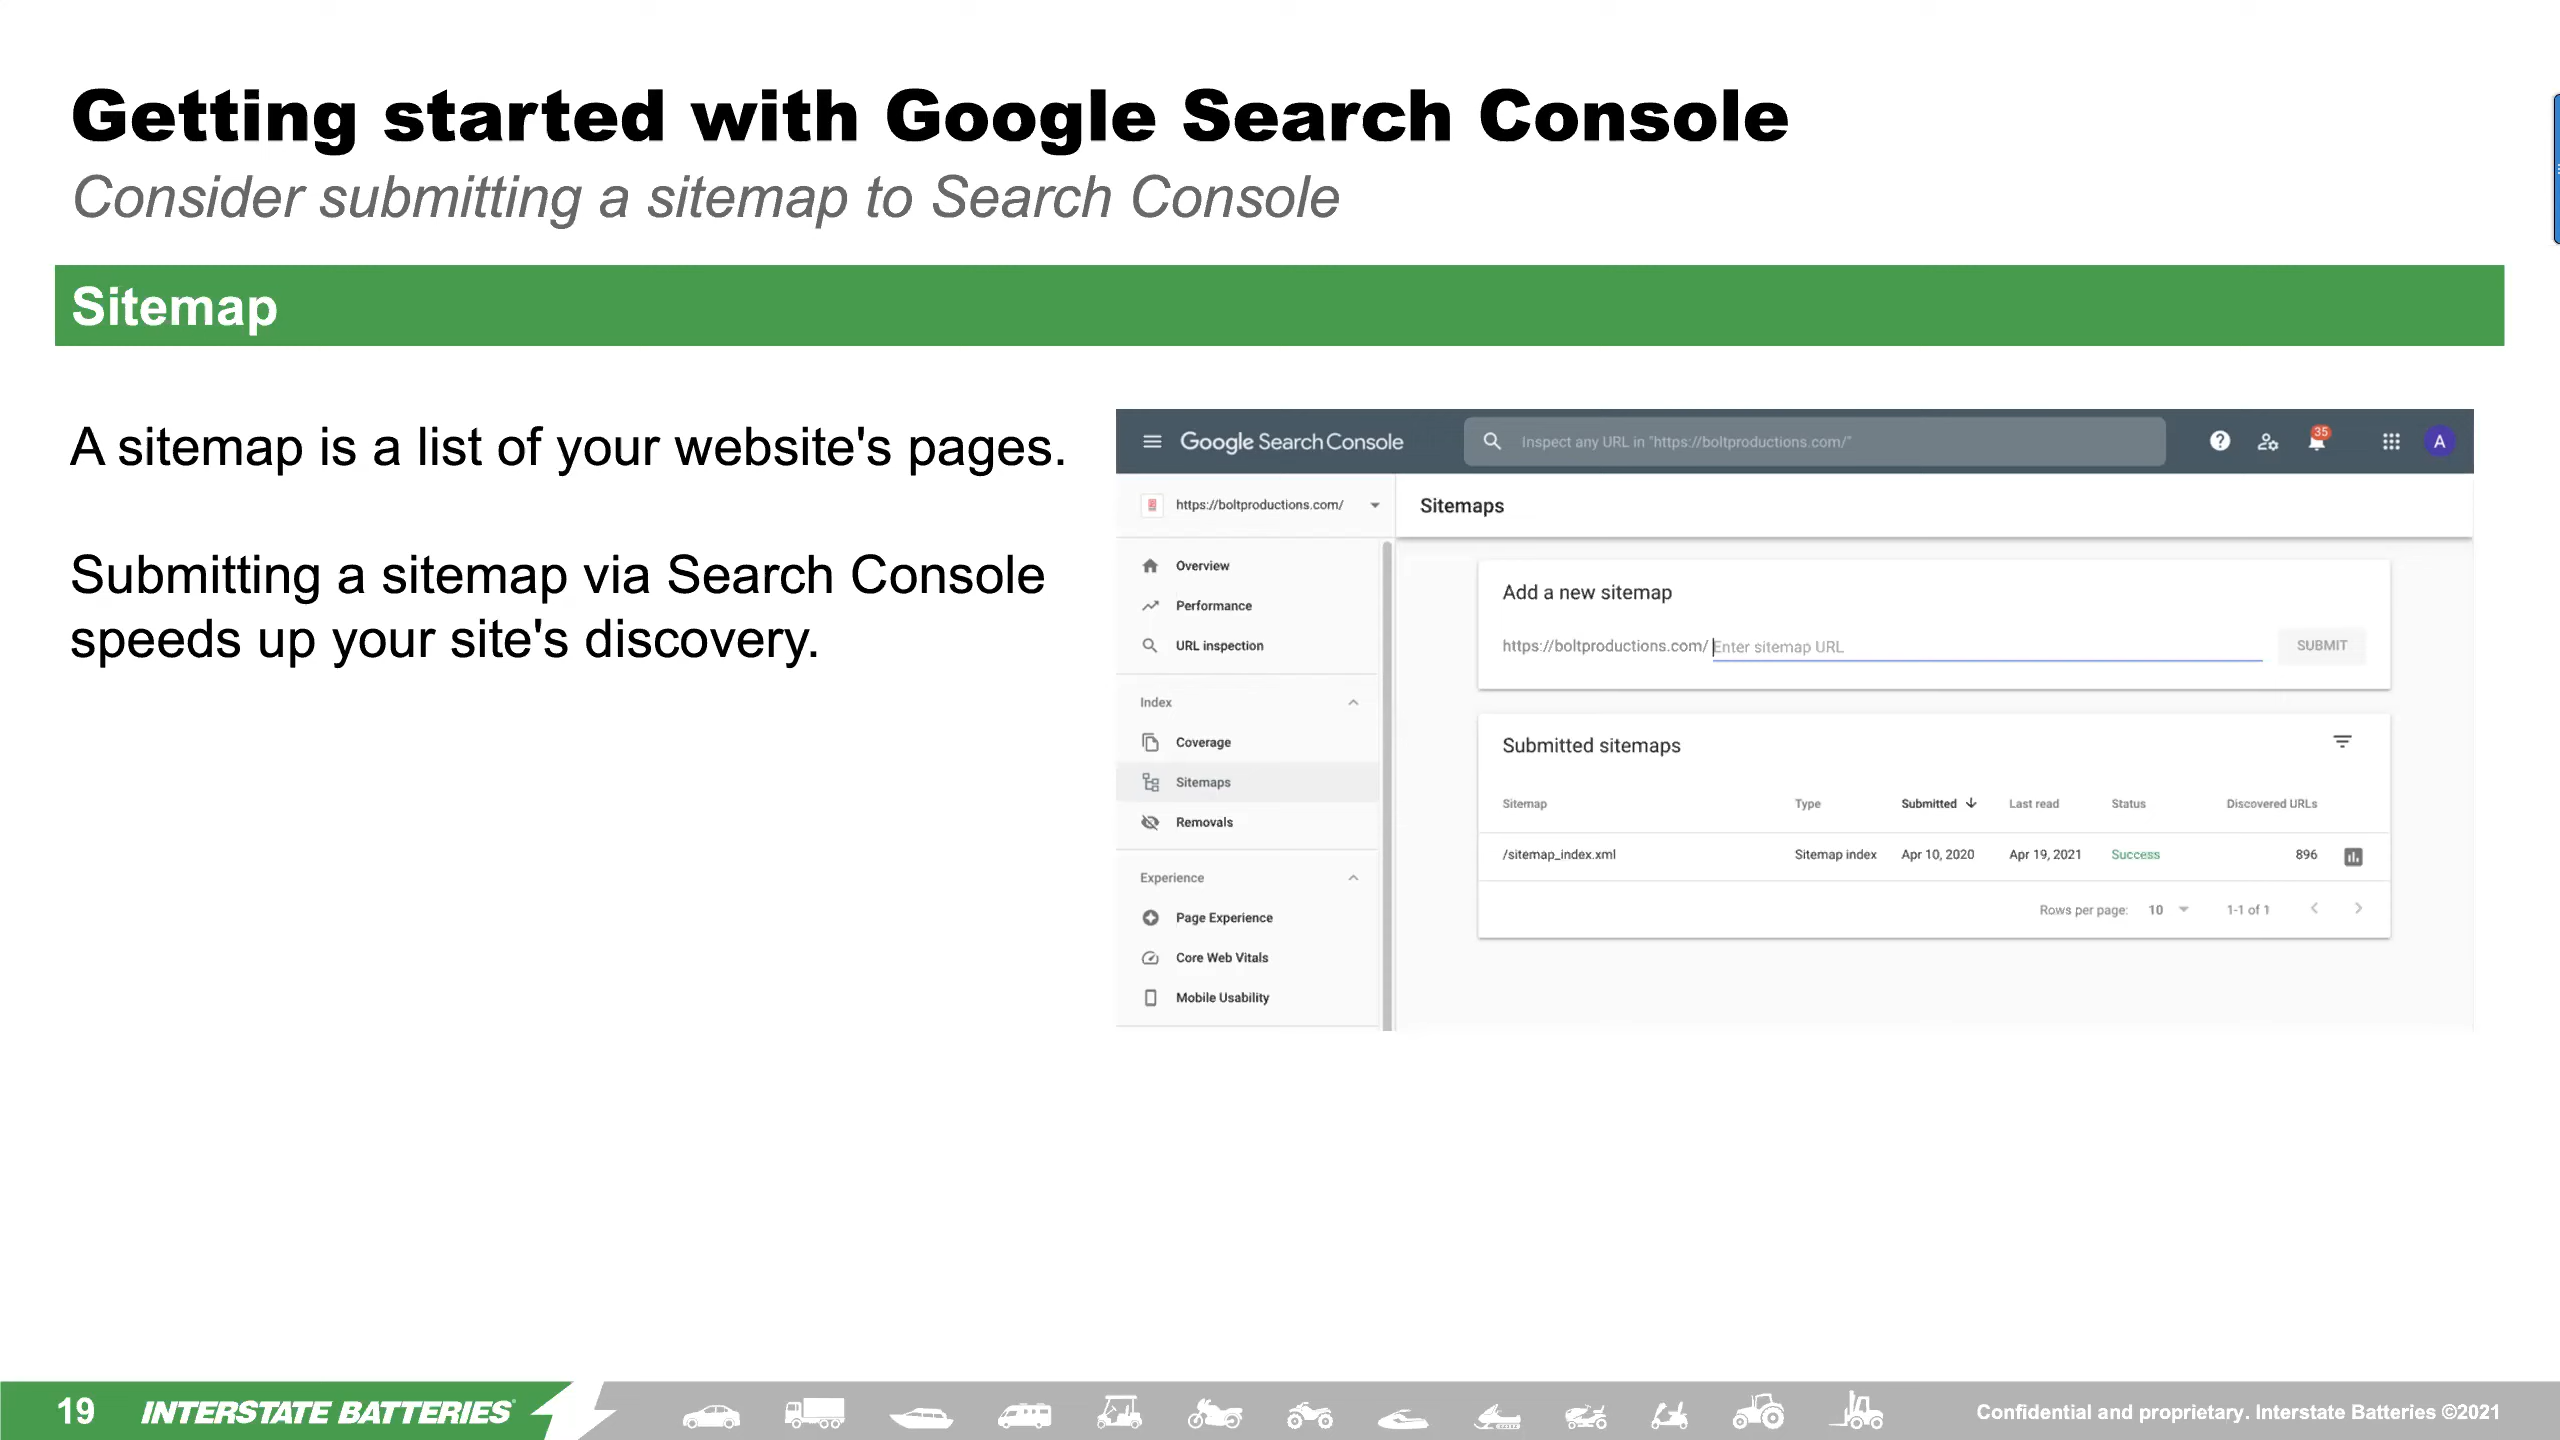 Getting started with Google Search Console
Consider submitting a sitemap to Search Console
Sitemap
A sitemap is a list of your website's pages.
Submitting a sitemap via Search Console
speeds up your site's discovery.
Google Search Console
Inspect any URL in "https://boltproductions.com/"
35
A
https://boltproductions.com/
Sitemaps
Overview
Performance
URL inspection
Index
Coverage
Sitemaps
Removals
Experience
Page Experience
Core Web Vitals
Mobile Usability
Add a new sitemap
https://boltproductions.com/ Enter sitemap URL SUBMIT
Submitted sitemaps
Sitemap Type Submitted Last read Status Discovered URLs
/sitemap_index.xml Sitemap index Apr 10, 2020 Apr 19, 2021 Success 896
Rows per page: 10 1-1 of 1
19 INTERSTATE BATTERIES Confidential and proprietary. Interstate Batteries ©2021